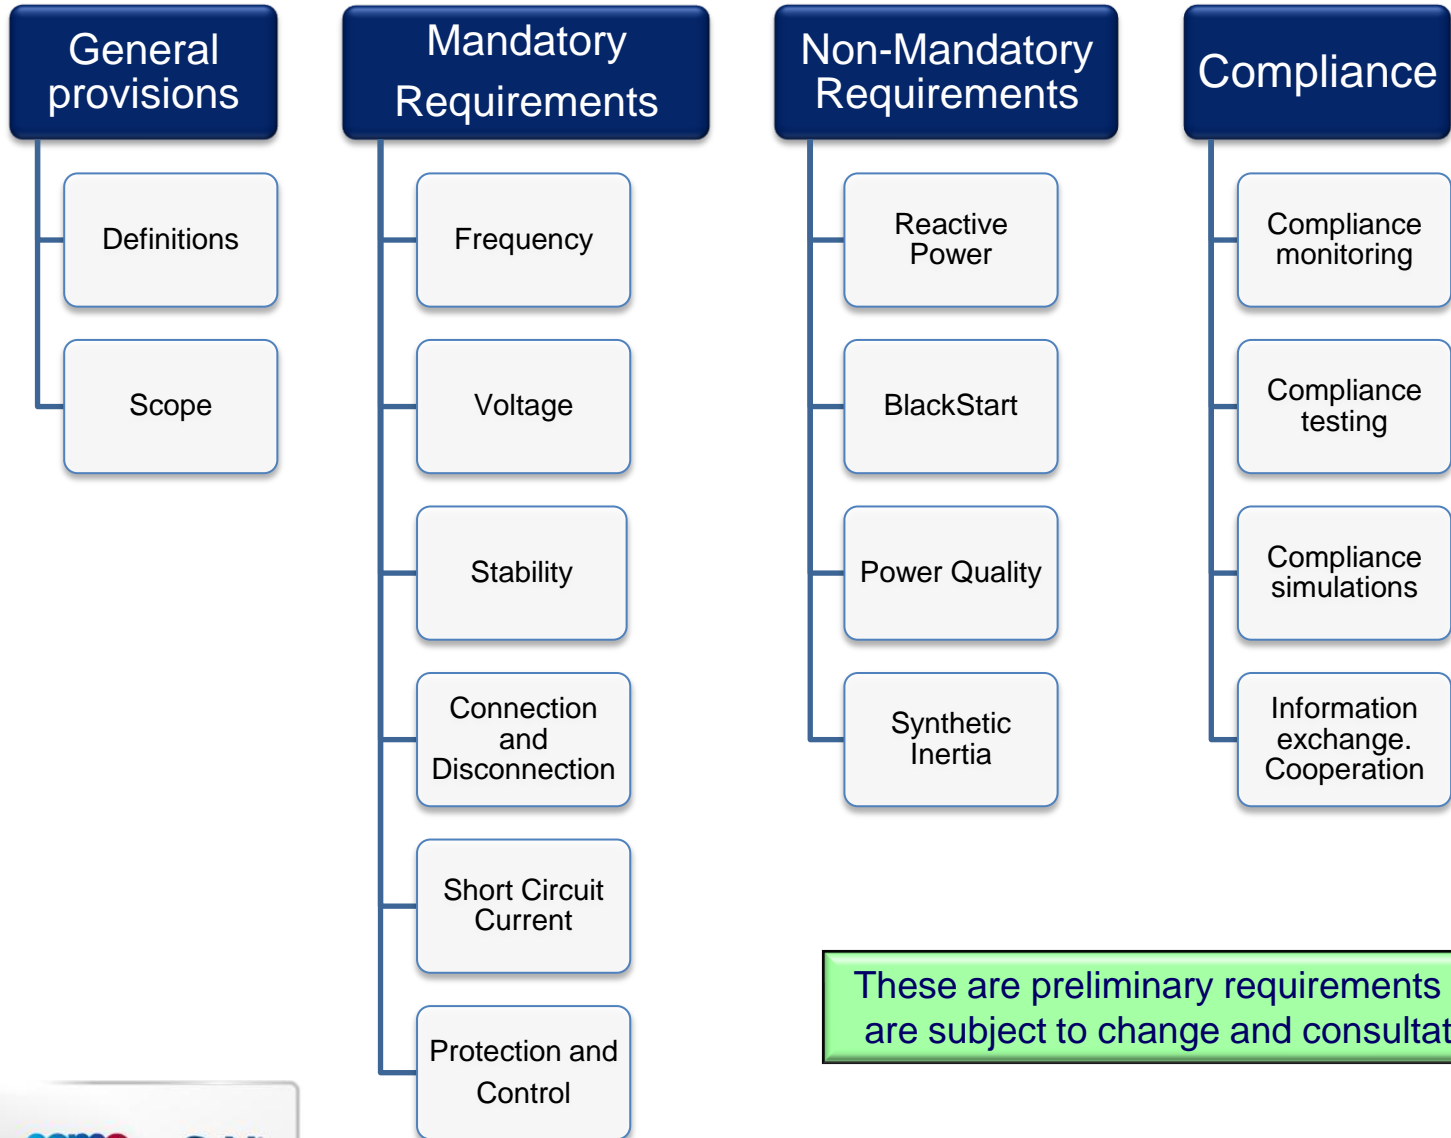 General
provisions
Definitions
Scope
Mandatory
Requirements
Frequency
Voltage
Stability
Connection
and
Disconnection
Short Circuit
Current
Protection and
Control
Non-Mandatory
Requirements
Reactive
Power
BlackStart
Power Quality
Synthetic
Inertia
Compliance
Compliance
monitoring
Compliance
testing
Compliance
simulations
Information
exchange.
Cooperation
These are preliminary requirements
are subject to change and